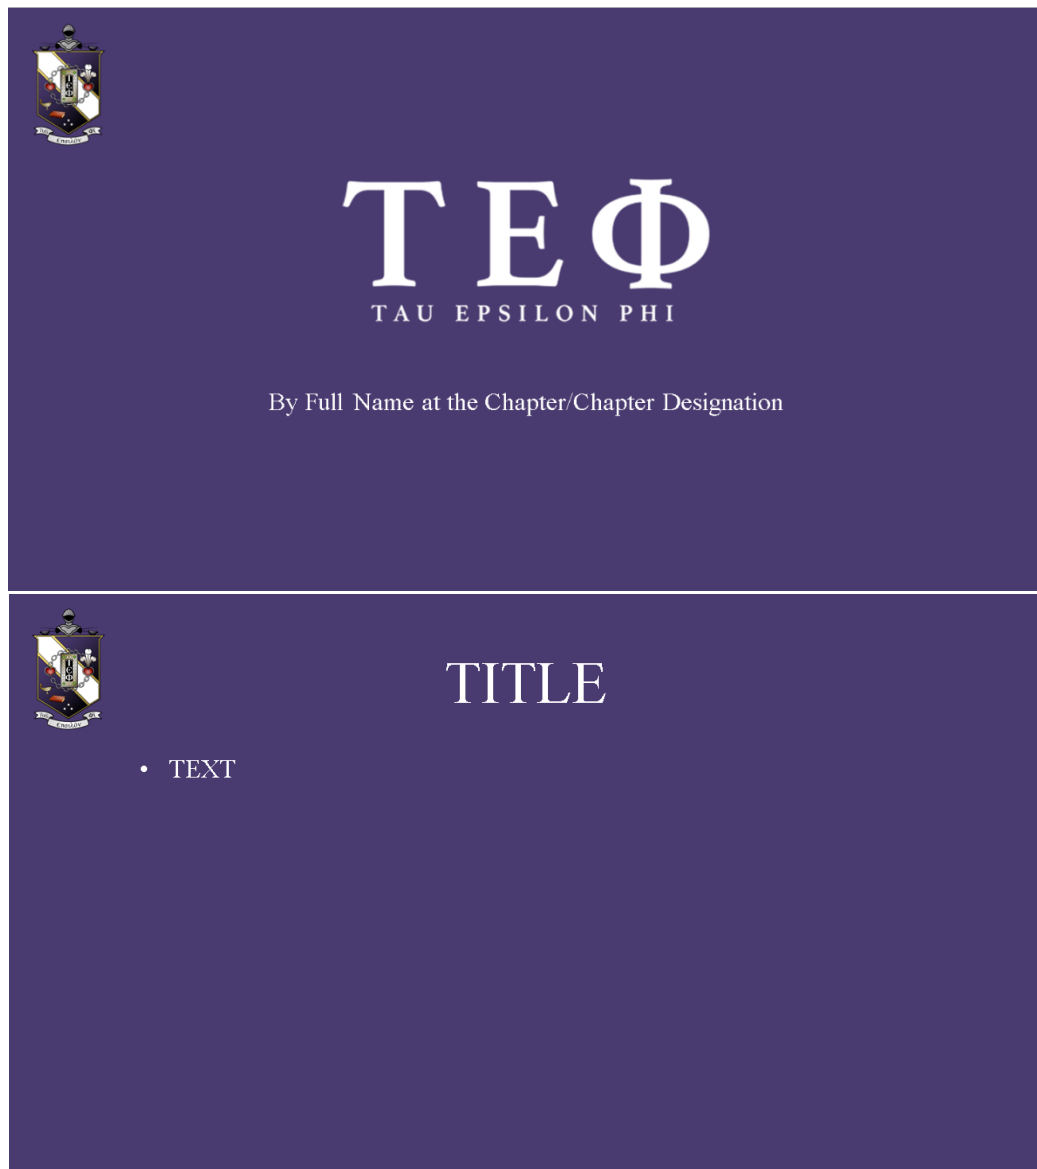 ΤΕΦ
TAU EPSILON PHI
By Full Name at the Chapter/Chapter Designation
TITLE
• TEXT